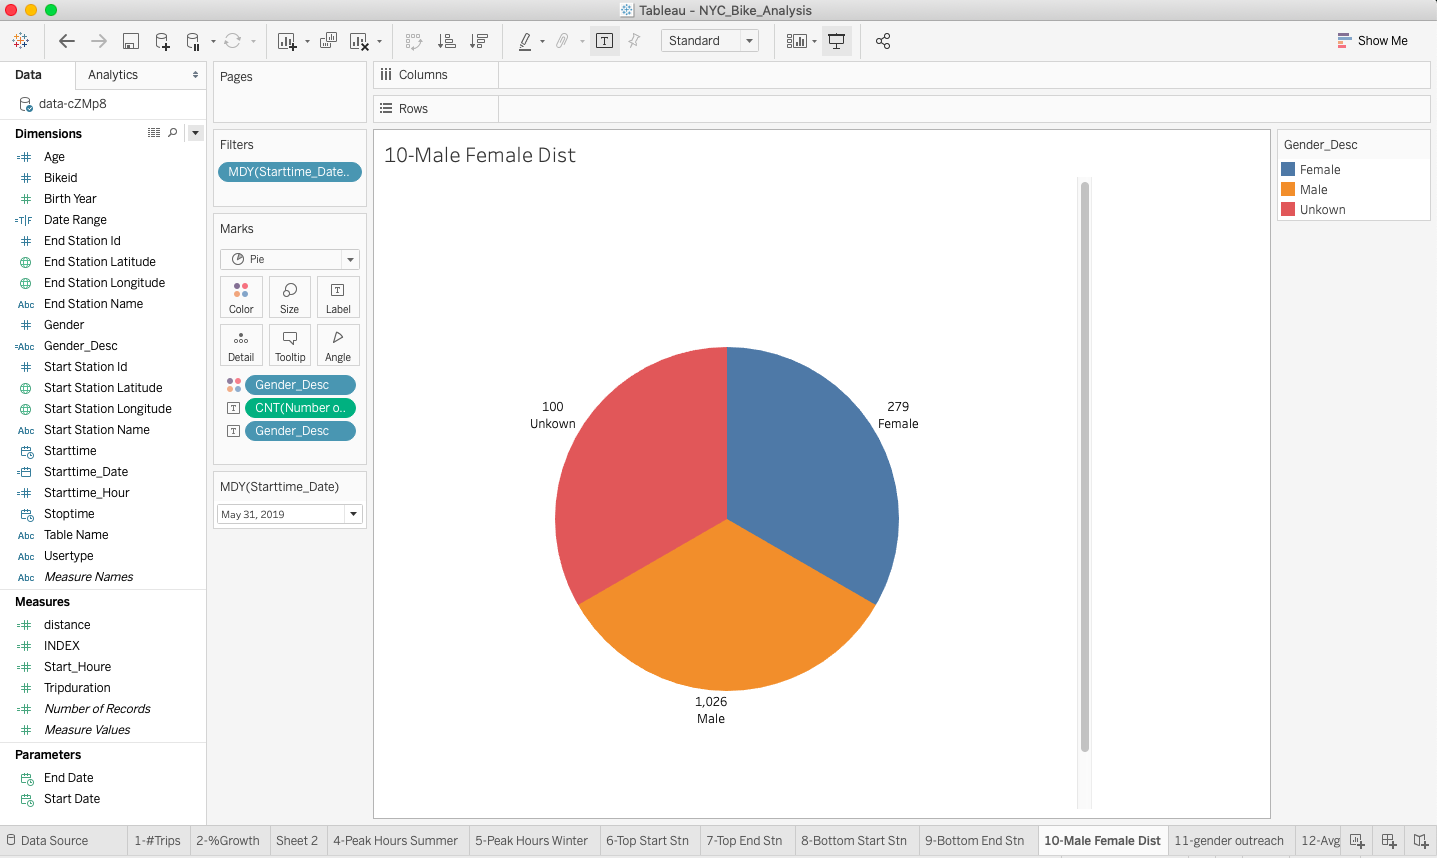 Tableau - NYC_Bike_Analysis
Standard
Show Me
Data
Analytics
data-cZMp8
Dimensions
=# Age
# Bikeid
# Birth Year
=T|F Date Range
# End Station Id
End Station Latitude
End Station Longitude
Abc End Station Name
# Gender
=Abc Gender_Desc
# Start Station Id
Start Station Latitude
Start Station Longitude
Abc Start Station Name
Starttime
Starttime_Date
=# Starttime_Hour
Stoptime
Abc Table Name
Abc Usertype
Abc Measure Names
Measures
=# distance
=# INDEX
=# Start_Houre
# Tripduration
=# Number of Records
# Measure Values
Parameters
End Date
Start Date
Pages
Filters
MDY(Starttime_Date..
Marks
Pie
Color
Size
Label
Detail
Tooltip
Angle
Gender_Desc
CNT(Number o..
Gender_Desc
MDY(Starttime_Date)
May 31, 2019
Columns
Rows
10-Male Female Dist
100
Unkown
279
Female
1,026
Male
Gender_Desc
Female
Male
Unkown
Data Source
1-#Trips
2-%Growth
Sheet 2
4-Peak Hours Summer
5-Peak Hours Winter
6-Top Start Stn
7-Top End Stn
8-Bottom Start Stn
9-Bottom End Stn
10-Male Female Dist
11-gender outreach
12-Avg